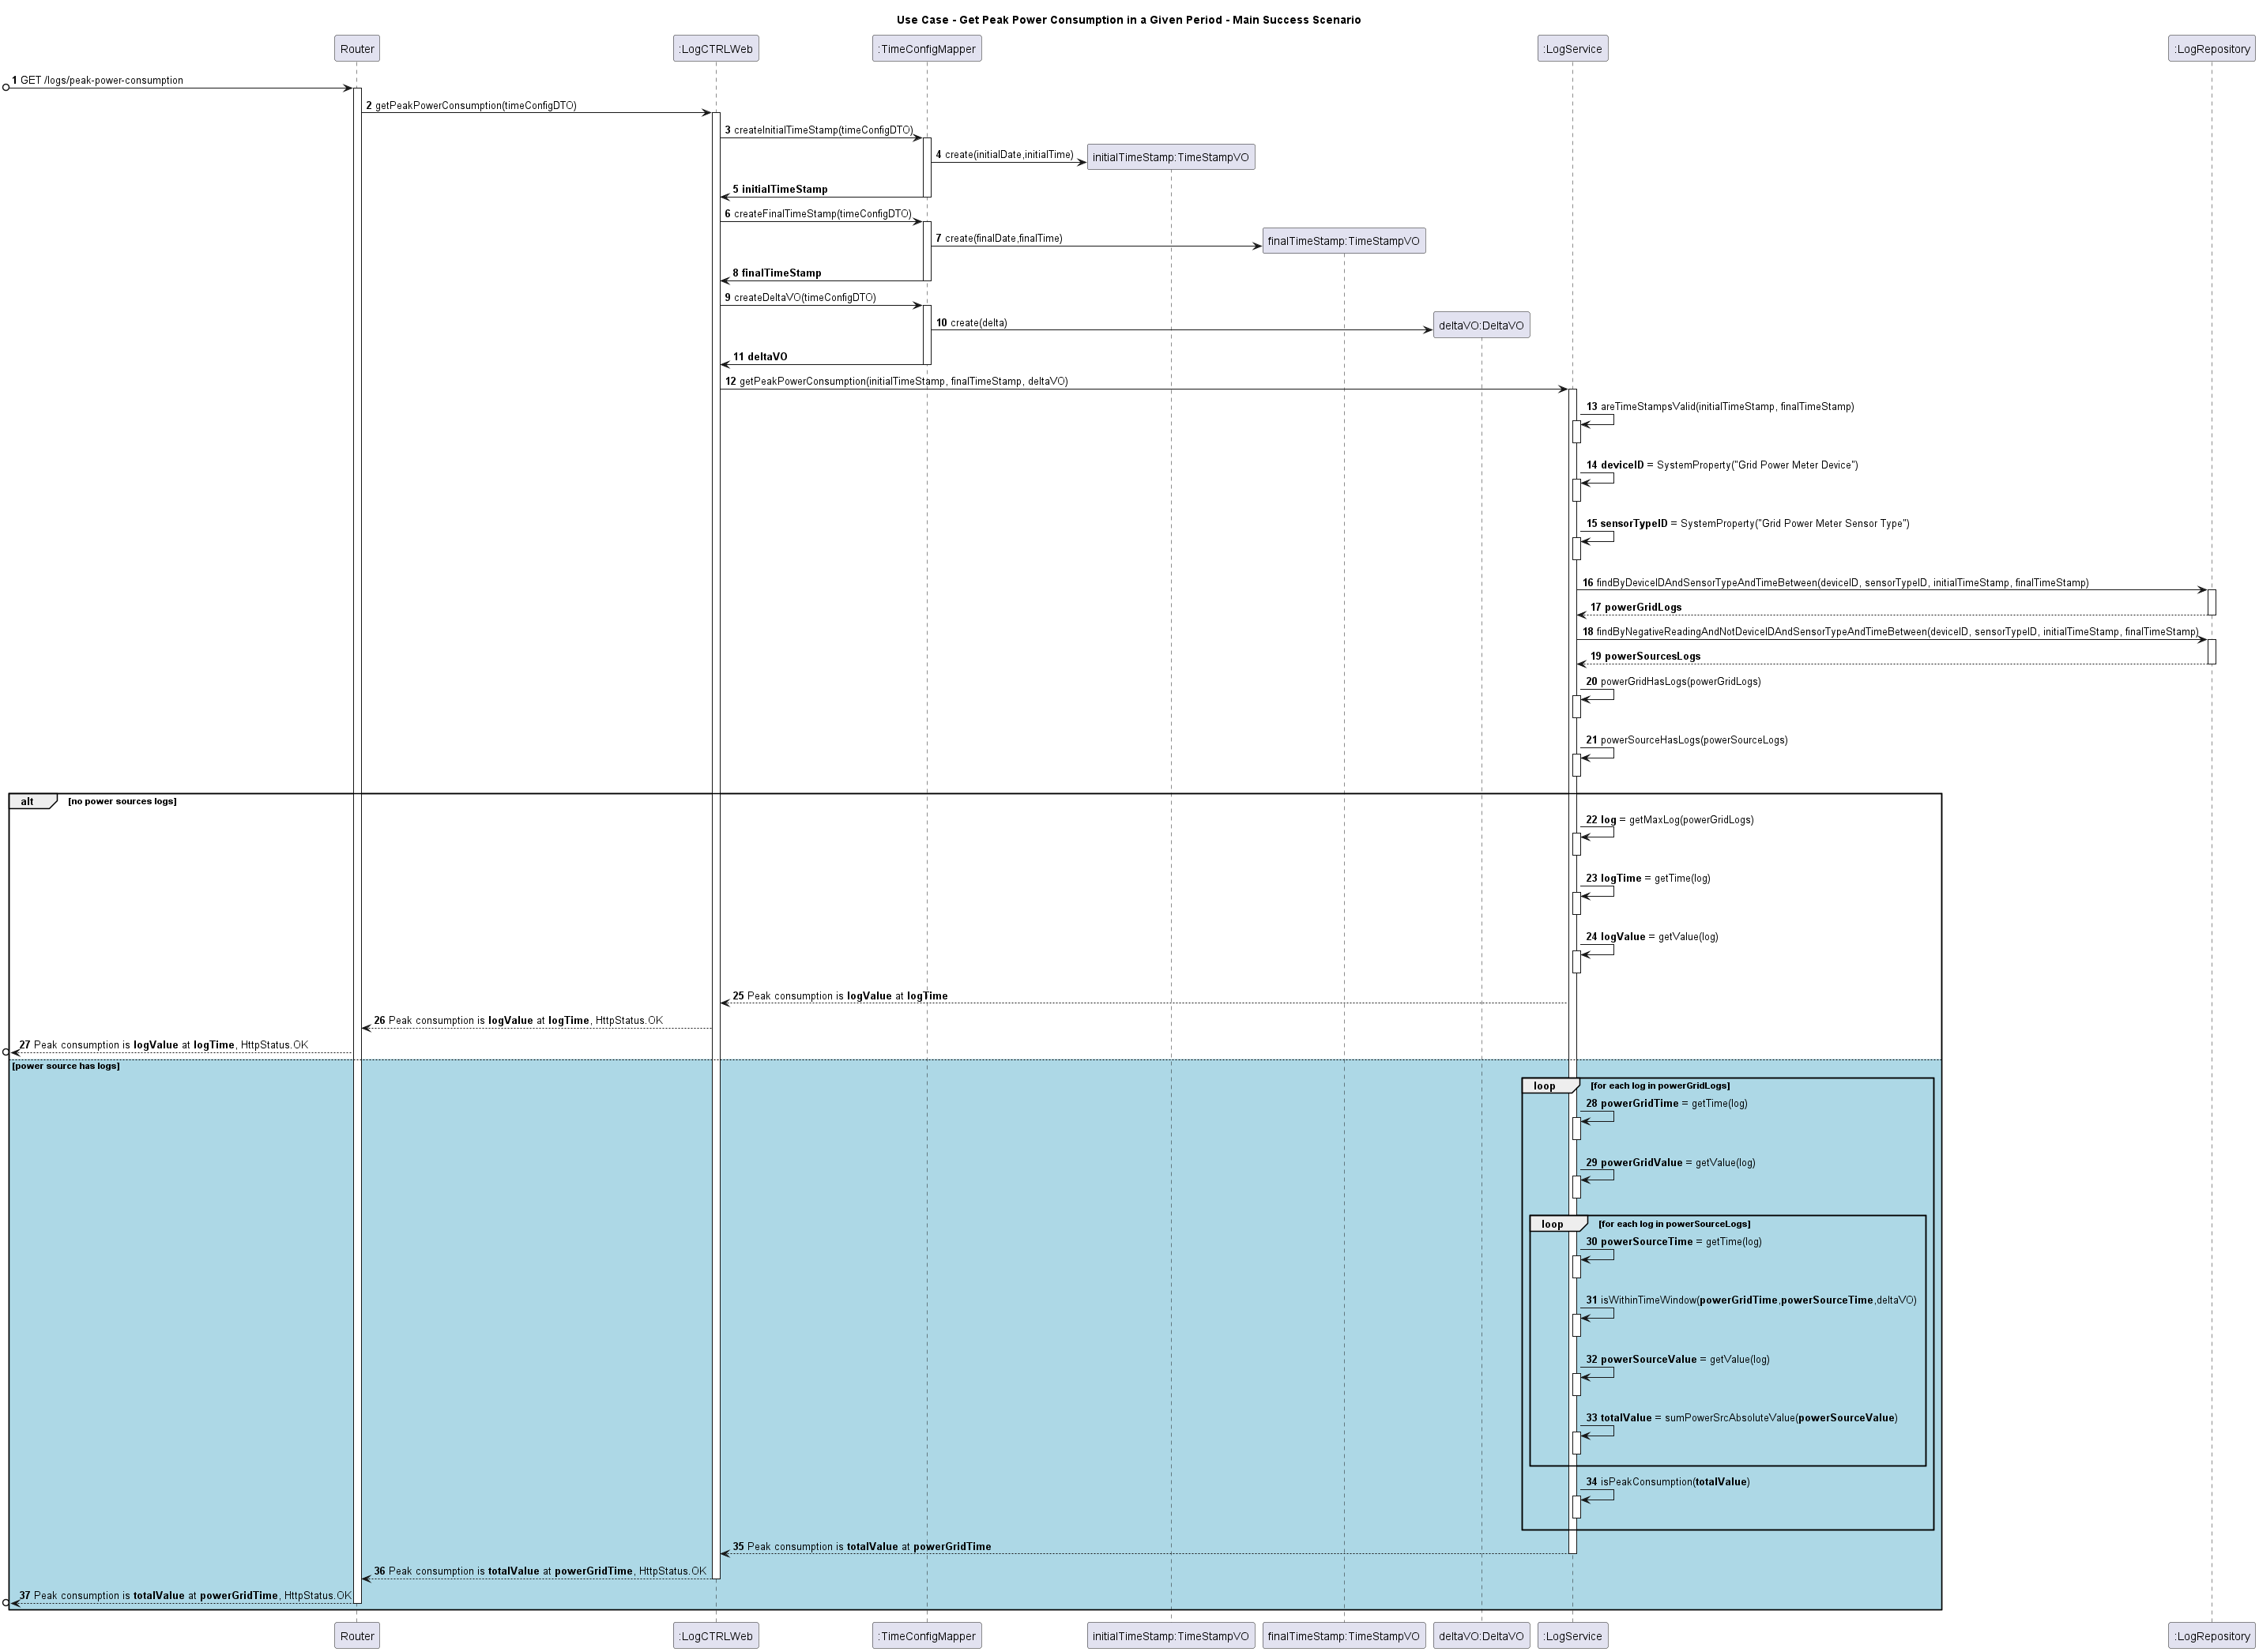 Use Case - Get Peak Power Consumption in a Given Period - Main Success Scenario
Router
:LogCTRLWeb
:TimeConfigMapper
:LogService
:LogRepository
1 GET /logs/peak-power-consumption
2 getPeakPowerConsumption(timeConfigDTO)
3 createInitialTimeStamp(timeConfigDTO)
4 create(initialDate,initialTime)
initialTimeStamp:TimeStampVO
5 initialTimeStamp
6 createFinalTimeStamp(timeConfigDTO)
7 create(finalDate,finalTime)
finalTimeStamp:TimeStampVO
8 finalTimeStamp
9 createDeltaVO(timeConfigDTO)
10 create(delta)
deltaVO:DeltaVO
11 deltaVO
12 getPeakPowerConsumption(initialTimeStamp, finalTimeStamp, deltaVO)
13 areTimeStampsValid(initialTimeStamp, finalTimeStamp)
14 deviceID = SystemProperty("Grid Power Meter Device")
15 sensorTypeID = SystemProperty("Grid Power Meter Sensor Type")
16 findByDeviceIDAndSensorTypeAndTimeBetween(deviceID, sensorTypeID, initialTimeStamp, finalTimeStamp)
17 powerGridLogs
18 findByNegativeReadingAndNotDeviceIDAndSensorTypeAndTimeBetween(deviceID, sensorTypeID, initialTimeStamp, finalTimeStamp)
19 powerSourcesLogs
20 powerGridHasLogs(powerGridLogs)
21 powerSourceHasLogs(powerSourceLogs)
alt [no power sources logs]
22 log = getMaxLog(powerGridLogs)
23 logTime = getTime(log)
24 logValue = getValue(log)
25 Peak consumption is logValue at logTime
26 Peak consumption is logValue at logTime, HttpStatus.OK
27 Peak consumption is logValue at logTime, HttpStatus.OK
[power source has logs]
loop [for each log in powerGridLogs]
28 powerGridTime = getTime(log)
29 powerGridValue = getValue(log)
loop [for each log in powerSourceLogs]
30 powerSourceTime = getTime(log)
31 isWithinTimeWindow(powerGridTime,powerSourceTime,deltaVO)
32 powerSourceValue = getValue(log)
33 totalValue = sumPowerSrcAbsoluteValue(powerSourceValue)
34 isPeakConsumption(totalValue)
35 Peak consumption is totalValue at powerGridTime
36 Peak consumption is totalValue at powerGridTime, HttpStatus.OK
37 Peak consumption is totalValue at powerGridTime, HttpStatus.OK
Router
:LogCTRLWeb
:TimeConfigMapper
initialTimeStamp:TimeStampVO
finalTimeStamp:TimeStampVO
deltaVO:DeltaVO
:LogService
:LogRepository